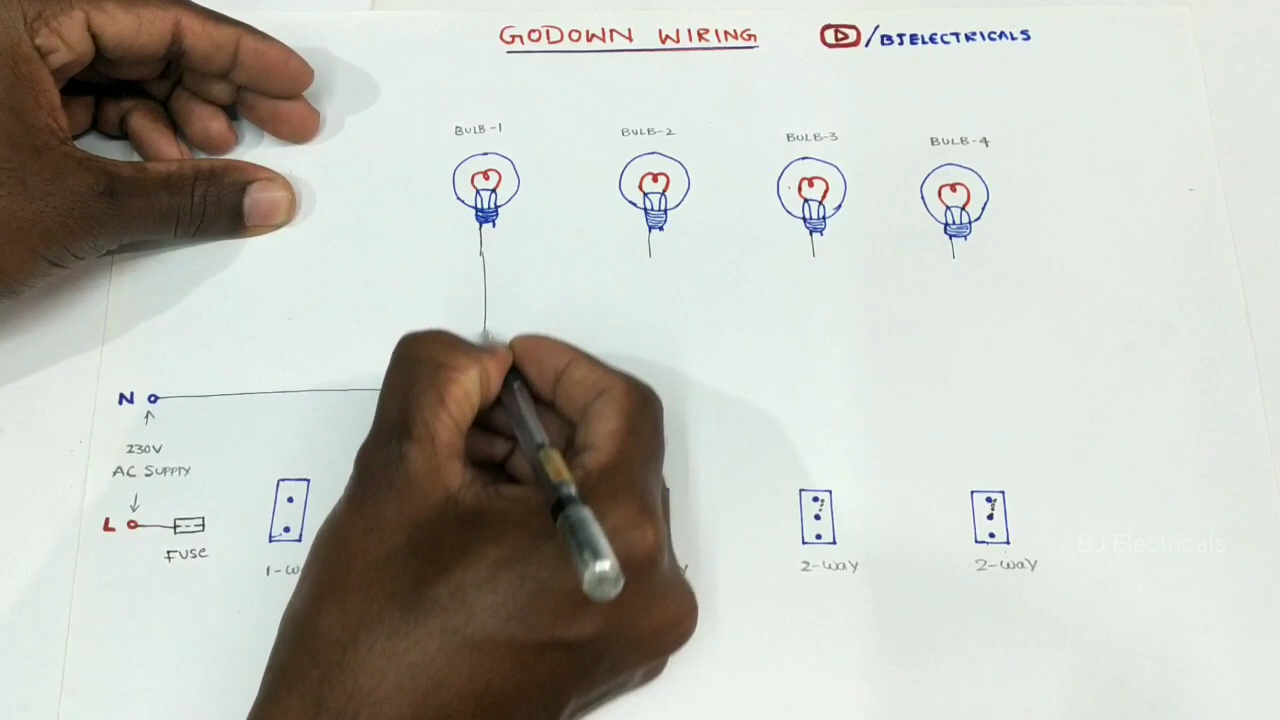 GODOWN WIRING
/BJELECTRICALS
BULB-1
BULB-2
BULB-3
BULB-4
N
230V
AC SUPPLY
L
FUSE
2-WAY
2-WAY
BJ Electricals